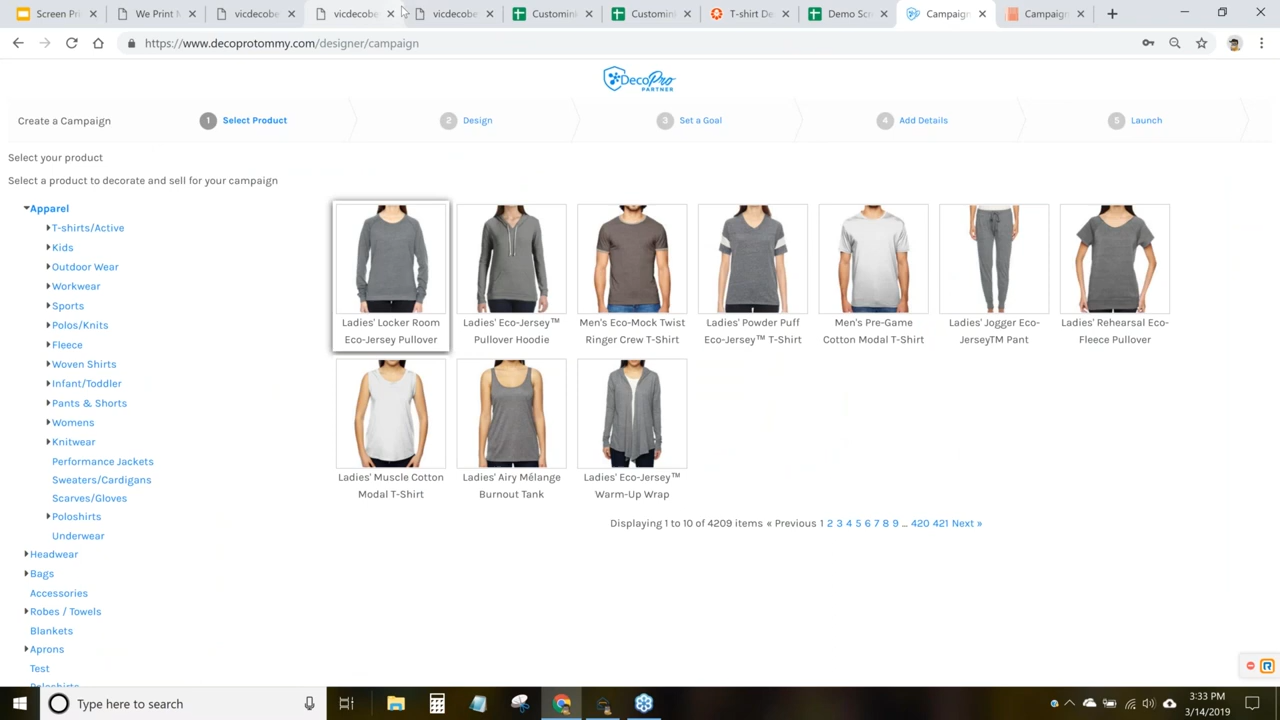 We Print M
vicdecobe
vicdecobe
vicdecobe
Customink
Customink
T-shirt De
Demo Sc
Campaign
Campaign
https://www.decoprotommy.com/designer/campaign
DecoPro
PARTNER
Create a Campaign
1 Select Product
2 Design
3 Set a Goal
4 Add Details
5 Launch
Select your product
Select a product to decorate and sell for your campaign
Apparel
T-shirts/Active
Kids
Outdoor Wear
Workwear
Sports
Polos/Knits
Fleece
Woven Shirts
Infant/Toddler
Pants & Shorts
Womens
Knitwear
Performance Jackets
Sweaters/Cardigans
Scarves/Gloves
Poloshirts
Underwear
Headwear
Bags
Accessories
Robes / Towels
Blankets
Aprons
Test
Poloshirts
Ladies' Locker Room
Eco-Jersey Pullover
Ladies' Eco-Jersey™
Pullover Hoodie
Men's Eco-Mock Twist
Ringer Crew T-Shirt
Ladies' Powder Puff
Eco-Jersey™ T-Shirt
Men's Pre-Game
Cotton Modal T-Shirt
Ladies' Jogger Eco-
JerseyTM Pant
Ladies' Rehearsal Eco-
Fleece Pullover
Ladies' Muscle Cotton
Modal T-Shirt
Ladies' Airy Mélange
Burnout Tank
Ladies' Eco-Jersey™
Warm-Up Wrap
Displaying 1 to 10 of 4209 items « Previous 1 2 3 4 5 6 7 8 9 … 420 421 Next »
Type here to search
3:33 PM
3/14/2019